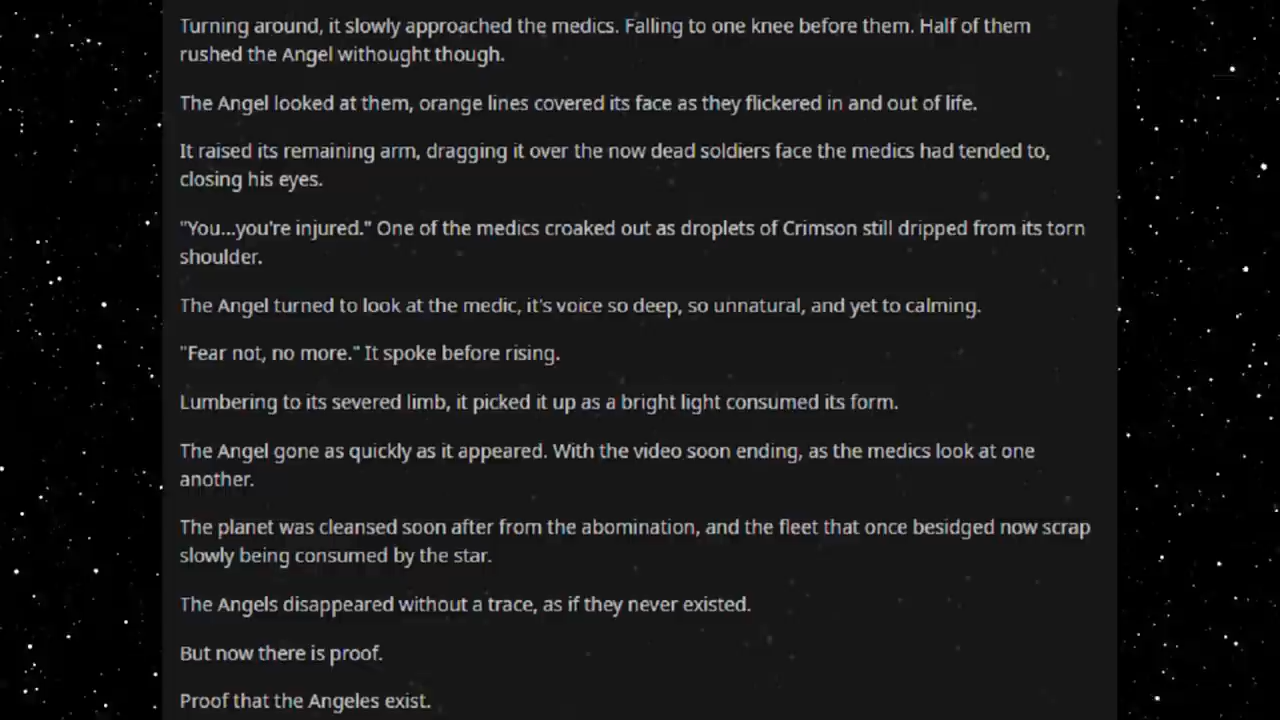 Turning around, it slowly approached the medics. Falling to one knee before them. Half of them
rushed the Angel withought though.
The Angel looked at them, orange lines covered its face as they flickered in and out of life.
It raised its remaining arm, dragging it over the now dead soldiers face the medics had tended to,
closing his eyes.
"You...you're injured." One of the medics croaked out as droplets of Crimson still dripped from its torn
shoulder.
The Angel turned to look at the medic, it's voice so deep, so unnatural, and yet to calming.
"Fear not, no more." It spoke before rising.
Lumbering to its severed limb, it picked it up as a bright light consumed its form.
The Angel gone as quickly as it appeared. With the video soon ending, as the medics look at one
another.
The planet was cleansed soon after from the abomination, and the fleet that once besidged now scrap
slowly being consumed by the star.
The Angels disappeared without a trace, as if they never existed.
But now there is proof.
Proof that the Angeles exist.